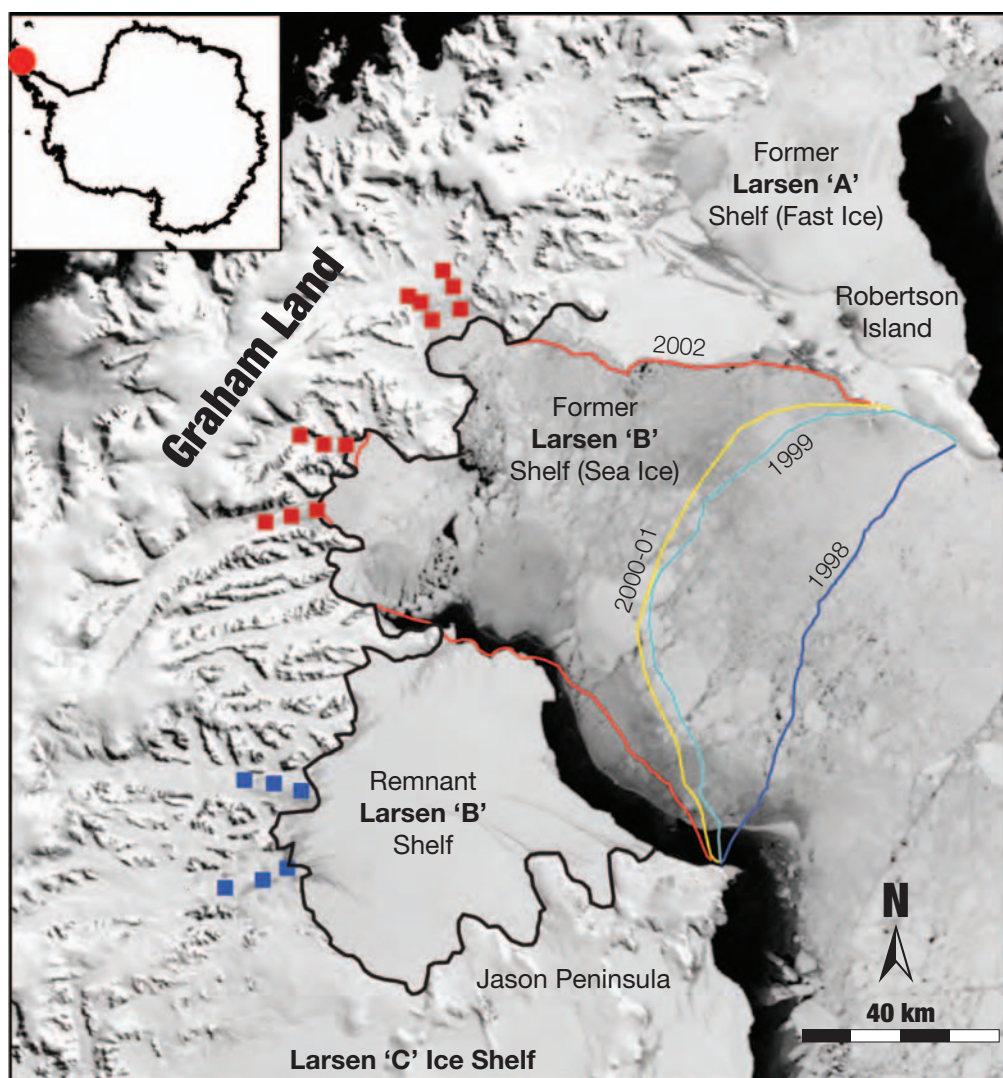 Former
Larsen ‘A’
Shelf (Fast Ice)
Graham Land
Robertson
Island
2002
Former
Larsen ‘B’
Shelf (Sea Ice)
1999
2000-01
1998
Remnant
Larsen ‘B’
Shelf
N
Jason Peninsula
40 km
Larsen ‘C’ Ice Shelf